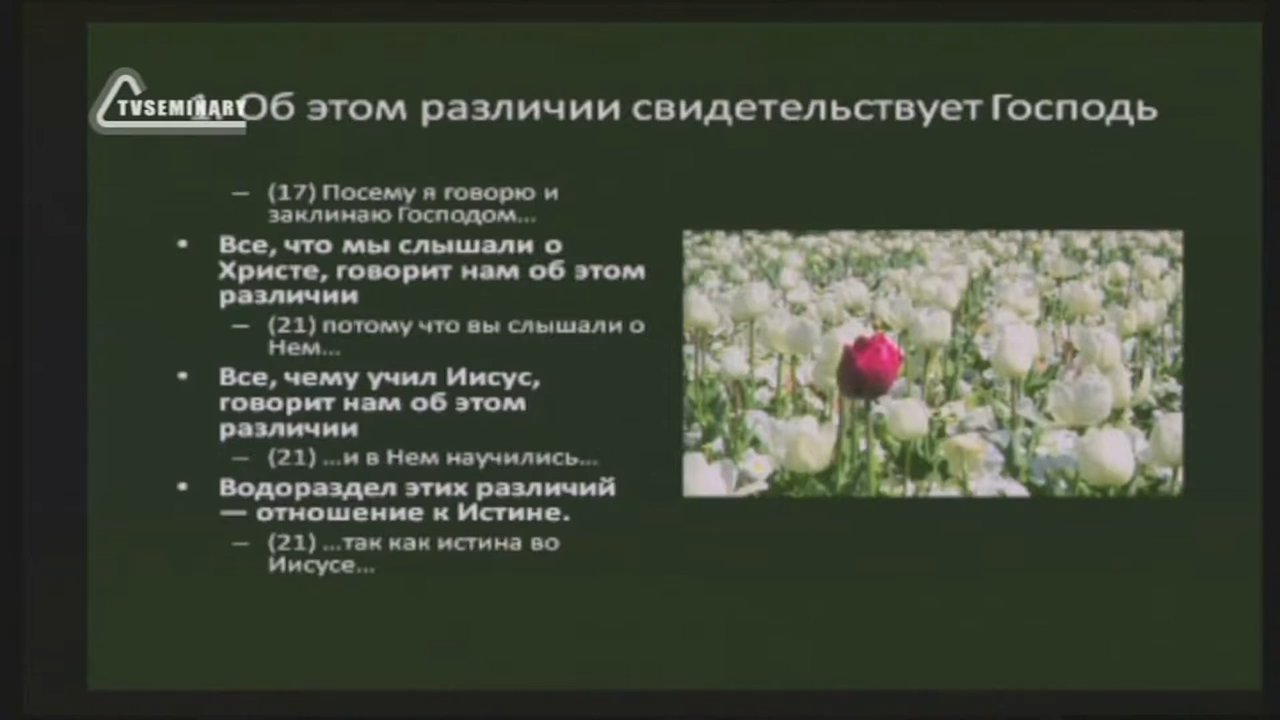 TVSEMINARY
1. Об этом различии свидетельствует Господь
– (17) Посему я говорю и
заклинаю Господом...
• Все, что мы слышали о
Христе, говорит нам об этом
различии
– (21) потому что вы слышали о
Нем...
• Все, чему учил Иисус,
говорит нам об этом
различии
– (21) ...и в Нем научились...
• Водораздел этих различий
— отношение к Истине.
– (21) ...так как истина во
Иисусе...